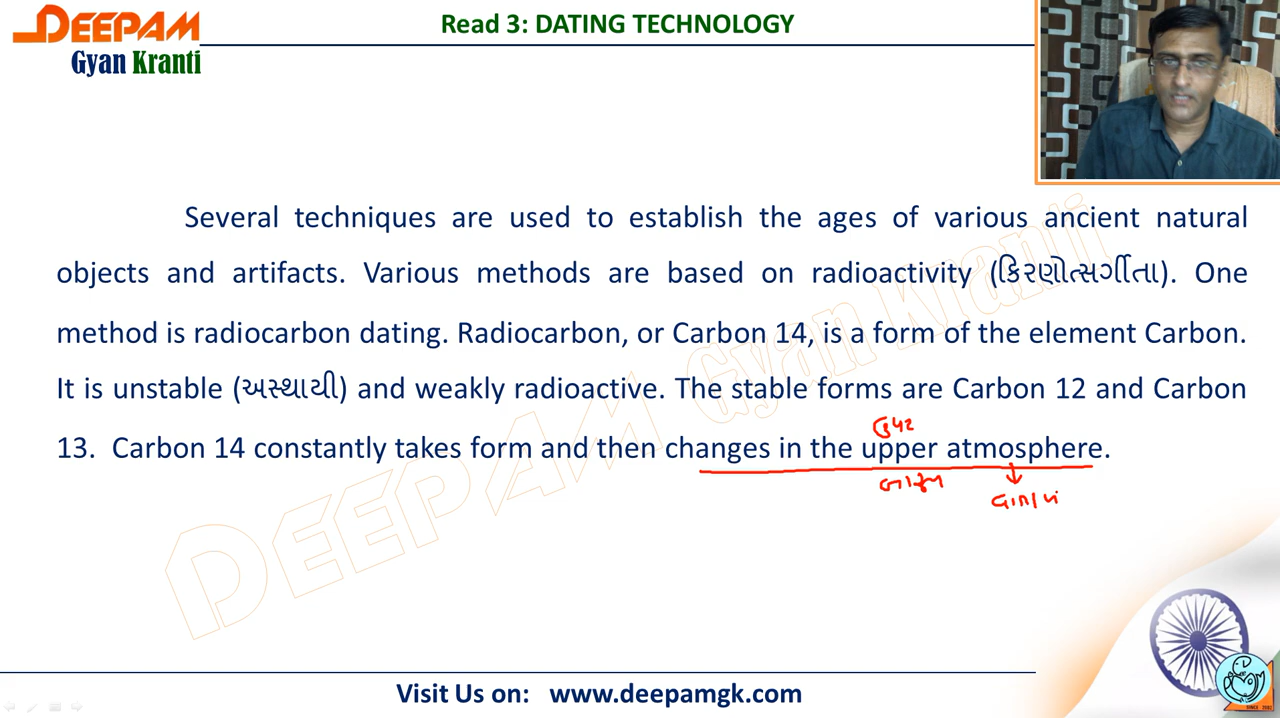 DEEPAM
Gyan Kranti
Read 3: DATING TECHNOLOGY
Several techniques are used to establish the ages of various ancient natural
objects and artifacts. Various methods are based on radioactivity (કિરણોત્સર્ગીતા). One
method is radiocarbon dating. Radiocarbon, or Carbon 14, is a form of the element Carbon.
It is unstable (અસ્થાયી) and weakly radioactive. The stable forms are Carbon 12 and Carbon
ઉપર
13. Carbon 14 constantly takes form and then changes in the upper atmosphere.
DEEPAM Gyan Kranti
Visit Us on: www.deepamgk.com